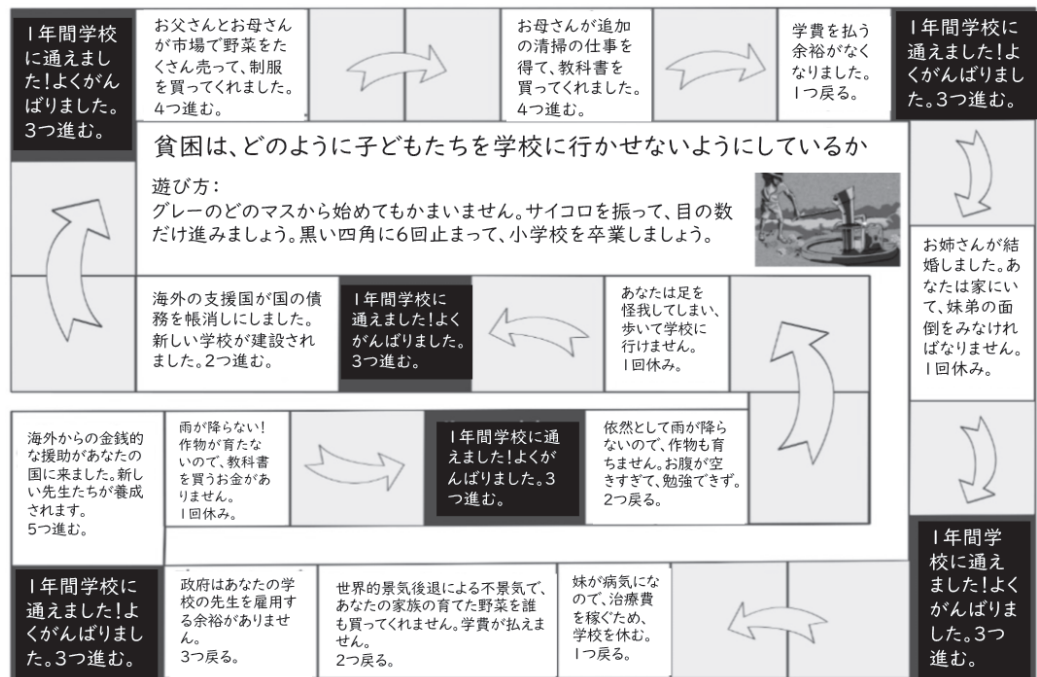 1年間学校
に通えまし
た!よくがん
ばりました。
3つ進む。
お父さんとお母さん
が市場で野菜をた
くさん売って、制服
を買ってくれました。
4つ進む。
お母さんが追加
の清掃の仕事を
得て、教科書を
買ってくれました。
4つ進む。
学費を払う
余裕がなく
なりました。
1つ戻る。
1年間学校
に通えました!よ
くがんばりまし
た。3つ進む。
貧困は、どのように子どもたちを学校に行かせないようにしているか
遊び方:
グレーのどのマスから始めてもかまいません。サイコロを振って、目の数
だけ進みましょう。黒い四角に6回止まって、小学校を卒業しましょう。
お姉さんが結
婚しました。あ
なたは家にい
て、妹弟の面
倒をみなけれ
ばなりません。
1回休み。
海外の支援国が国の債
務を帳消しにしました。
新しい学校が建設され
ました。2つ進む。
1年間学校に
通えました!よく
がんばりました。
3つ進む。
あなたは足を
怪我してしまい、
歩いて学校に
行けません。
1回休み。
海外からの金銭的
な援助があなたの
国に来ました。新し
い先生たちが養成
されます。
5つ進む。
雨が降らない!
作物が育たな
いので、教科書
を買うお金があ
りません。
1回休み。
1年間学校に通
えました!よくが
んばりました。3
つ進む。
依然として雨が降ら
ないので、作物も育
ちません。お腹が空
きすぎて、勉強できず。
2つ戻る。
1年間学校に
通えました!よ
くがんばりまし
た。3つ進む。
政府はあなたの学
校の先生を雇用す
る余裕がありませ
ん。
3つ戻る。
世界的景気後退による不景気で、
あなたの家族の育てた野菜を誰
も買ってくれません。学費が払えま
せん。
2つ戻る。
妹が病気にな
ので、治療費
を稼ぐため、
学校を休む。
1つ戻る。
1年間学
校に通え
ました!よ
くがんばり
ました。3つ
進む。